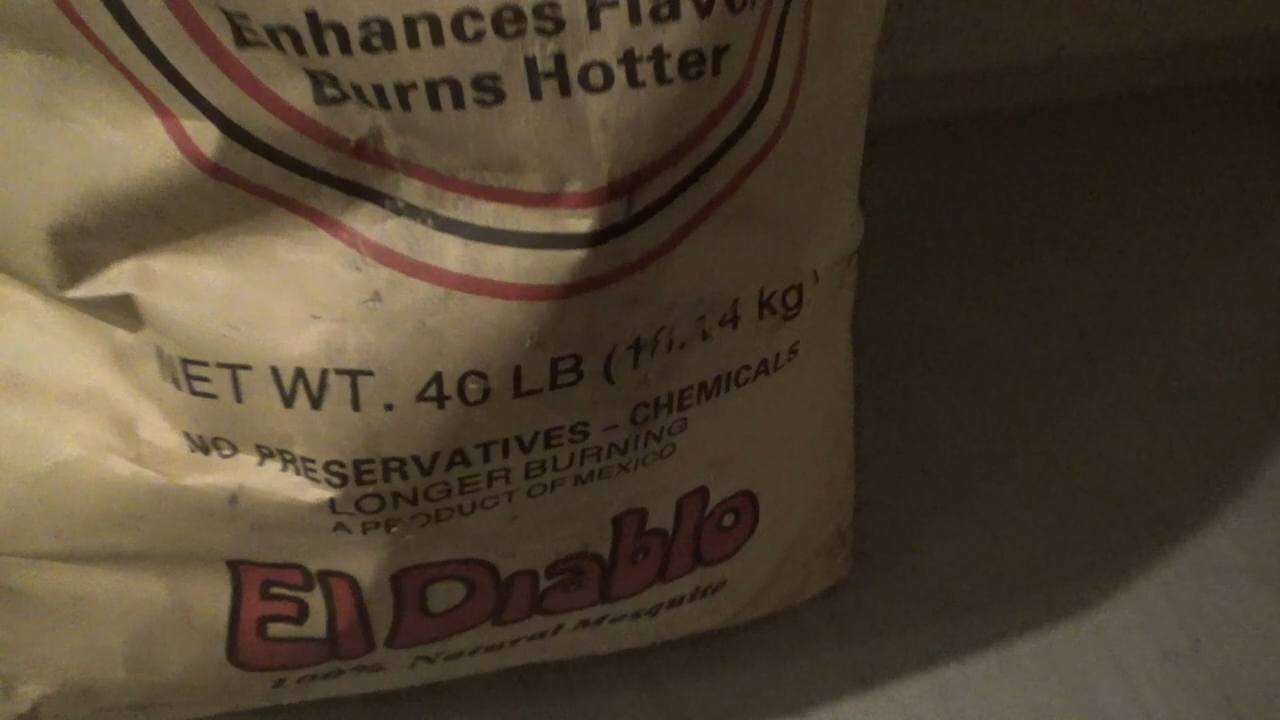 Enhances Flavor
Burns Hotter
NET WT. 40 LB (18.14 kg)
NO PRESERVATIVES - CHEMICALS
LONGER BURNING
A PRODUCT OF MEXICO
El Diablo
100% Natural Mesquite